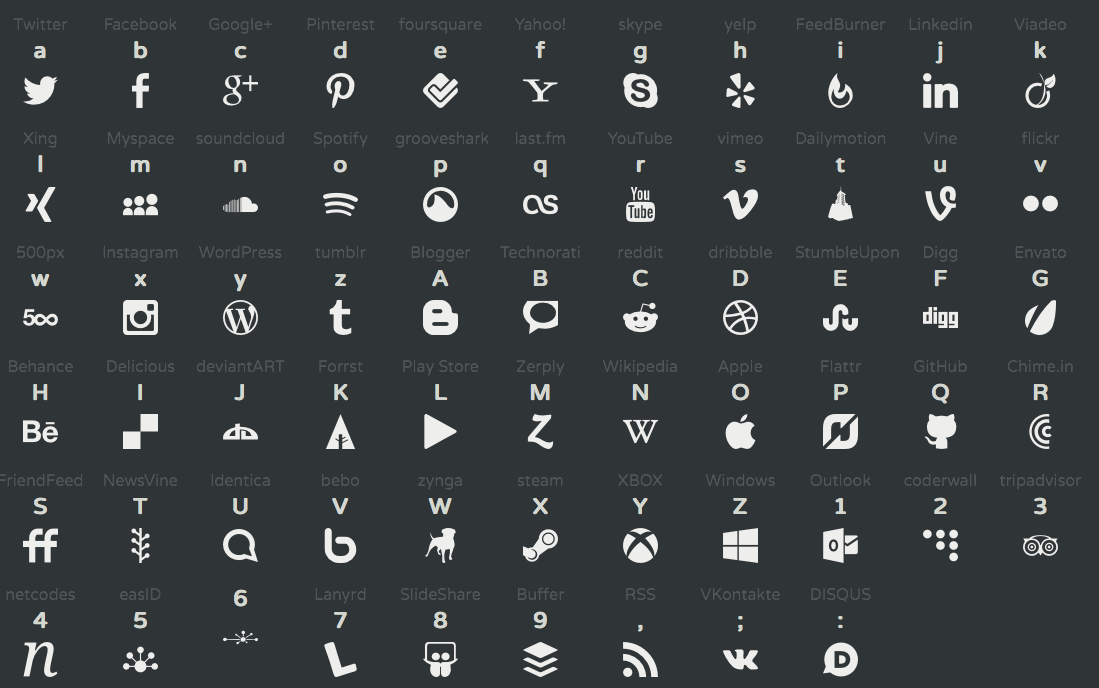 Twitter Facebook Google+ Pinterest foursquare Yahoo! skype yelp FeedBurner Linkedin Viadeo
a b c d e f g h i j k
f g+ P Y S in
Xing Myspace soundcloud Spotify grooveshark last.fm YouTube vimeo Dailymotion Vine flickr
l m n o p q r s t u v
as You Tube
500px Instagram WordPress tumblr Blogger Technorati reddit dribbble StumbleUpon Digg Envato
w x y z A B C D E F G
500 W t B digg
Behance Delicious deviantART Forrst Play Store Zerply Wikipedia Apple Flattr GitHub Chime.in
H I J K L M N O P Q R
Bē da Z W
FriendFeed NewsVine Identica bebo zynga steam XBOX Windows Outlook coderwall tripadvisor
S T U V W X Y Z 1 2 3
ff b O
netcodes easID Lanyrd SlideShare Buffer RSS VKontakte DISQUS
4 5 6 7 8 9 , ; :
n L VK D